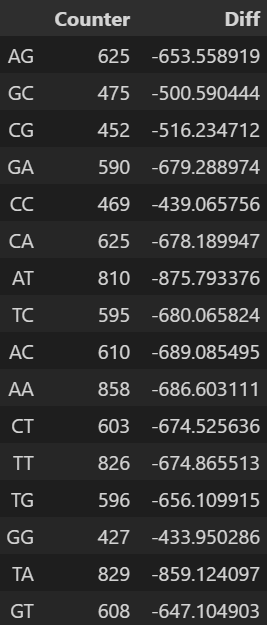 Counter Diff
AG 625 -653.558919
GC 475 -500.590444
CG 452 -516.234712
GA 590 -679.288974
CC 469 -439.065756
CA 625 -678.189947
AT 810 -875.793376
TC 595 -680.065824
AC 610 -689.085495
AA 858 -686.603111
CT 603 -674.525636
TT 826 -674.865513
TG 596 -656.109915
GG 427 -433.950286
TA 829 -859.124097
GT 608 -647.104903